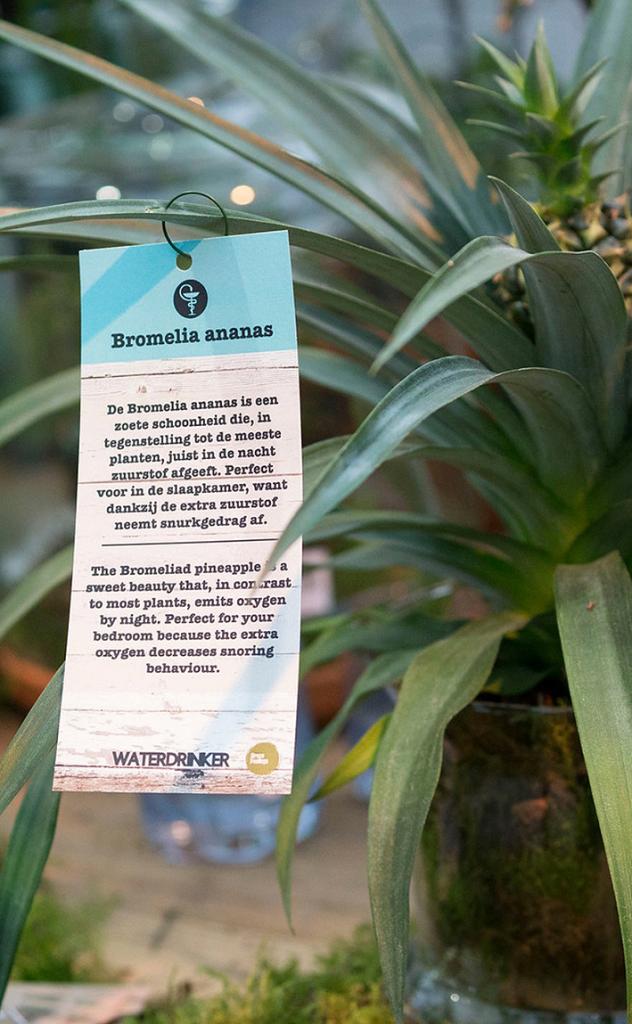 Bromelia ananas
De Bromelia ananas is een
zoete schoonheid die, in
tegenstelling tot de meeste
planten, juist in de nacht
zuurstof afgeeft. Perfect
voor in de slaapkamer, want
dankzij de extra zuurstof
neemt snurkgedrag af.
The Bromeliad pineapple is a
sweet beauty that, in contrast
to most plants, emits oxygen
by night. Perfect for your
bedroom because the extra
oxygen decreases snoring
behaviour.
WATERDRINKER